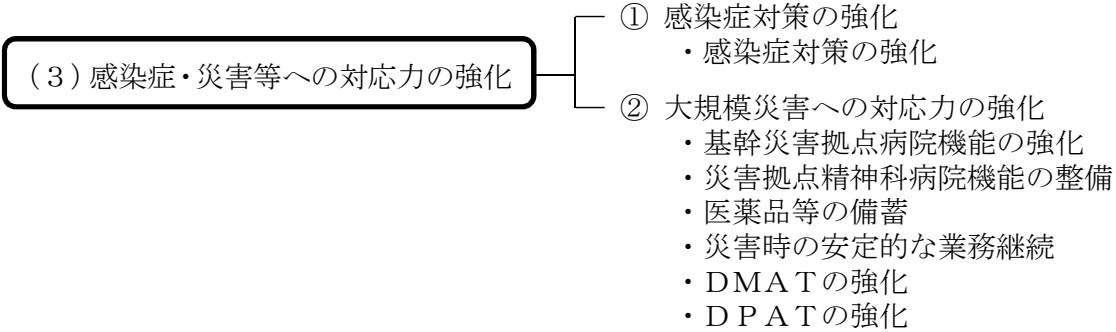 (３)感染症・災害等への対応力の強化
① 感染症対策の強化
・感染症対策の強化
② 大規模災害への対応力の強化
・基幹災害拠点病院機能の強化
・災害拠点精神科病院機能の整備
・医薬品等の備蓄
・災害時の安定的な業務継続
・ＤＭＡＴの強化
・ＤＰＡＴの強化